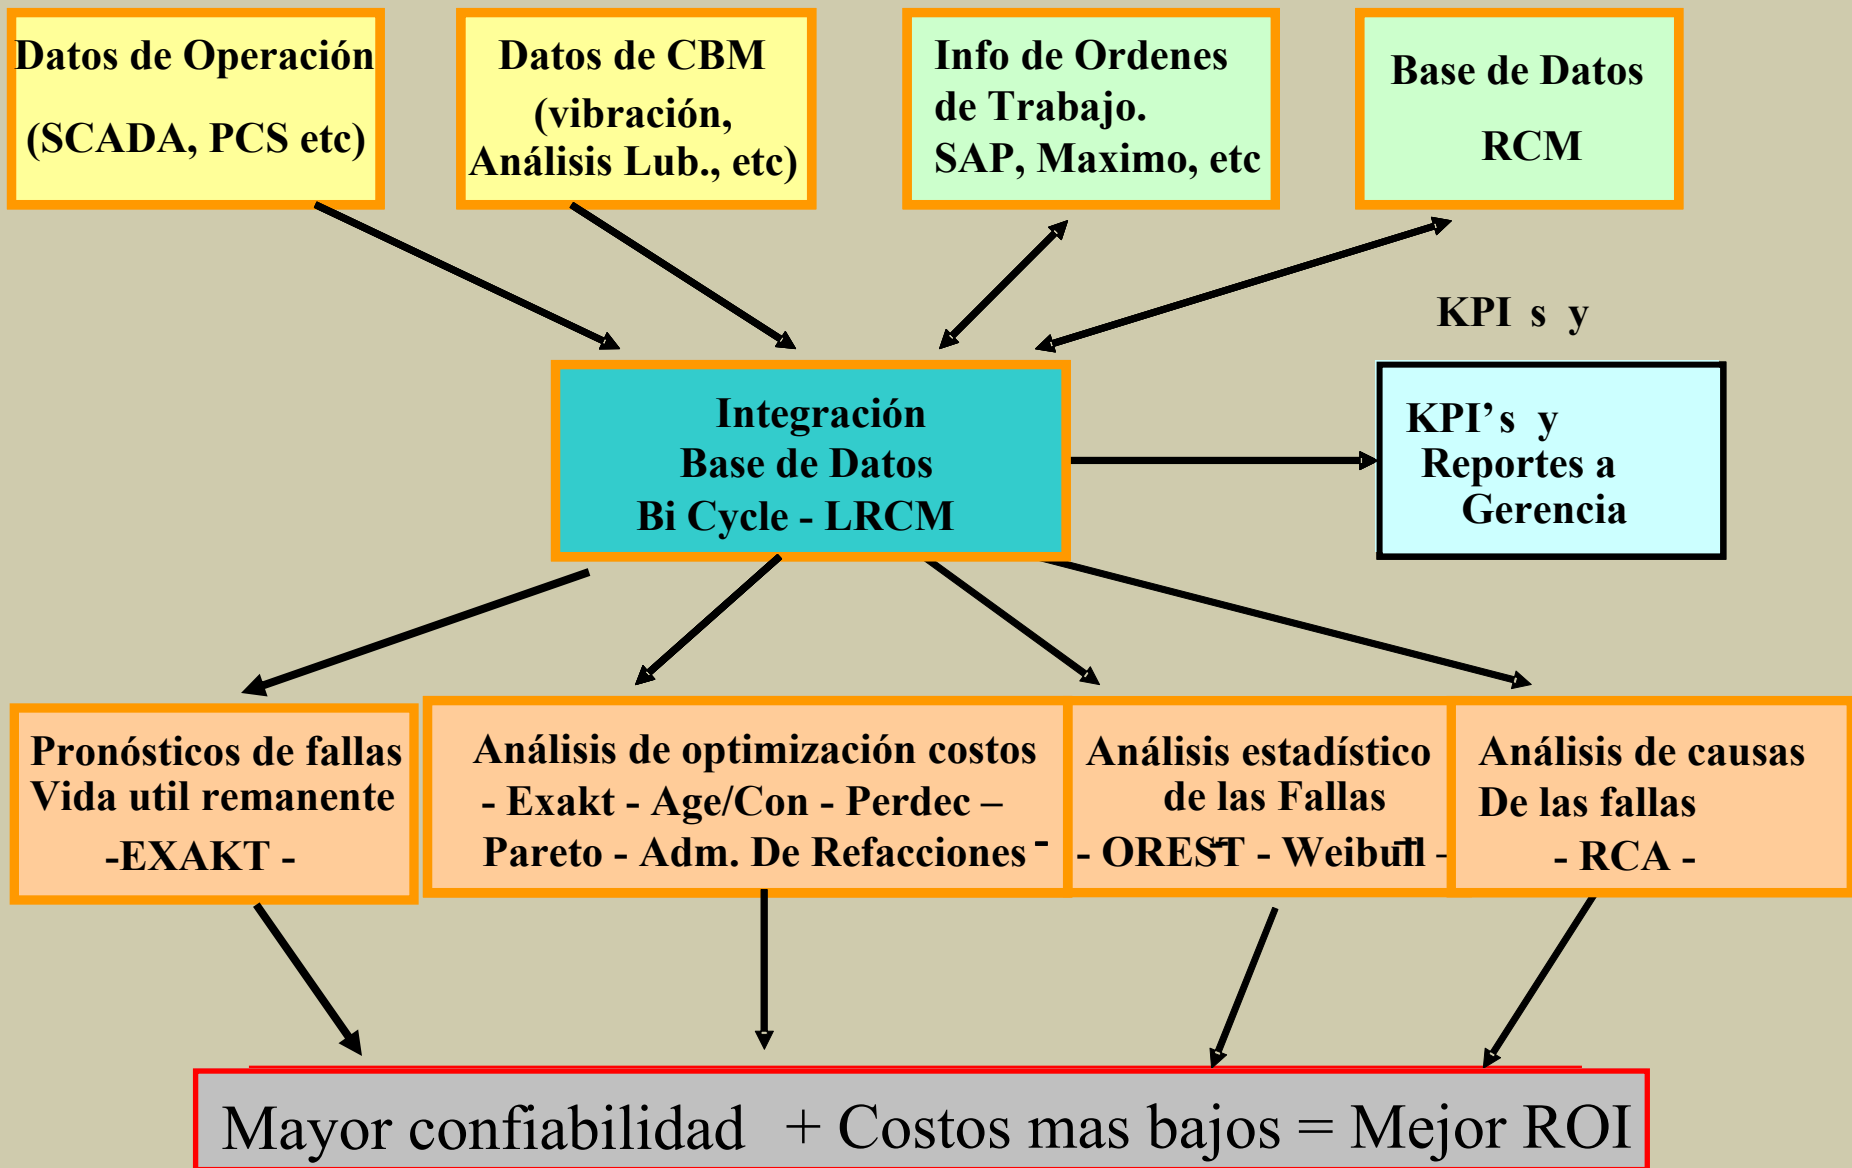 Datos de Operación
(SCADA, PCS etc)
Datos de CBM
(vibración,
Análisis Lub., etc)
Info de Ordenes
de Trabajo.
SAP, Maximo, etc
Base de Datos
RCM
KPI s y
Integración
Base de Datos
Bi Cycle - LRCM
KPI’s y
Reportes a
Gerencia
Pronósticos de fallas
Vida util remanente
-EXAKT -
Análisis de optimización costos
- Exakt - Age/Con - Perdec –
Pareto - Adm. De Refacciones -
Análisis estadístico
de las Fallas
- OREST - Weibull -
Análisis de causas
De las fallas
- RCA -
Mayor confiabilidad + Costos mas bajos = Mejor ROI